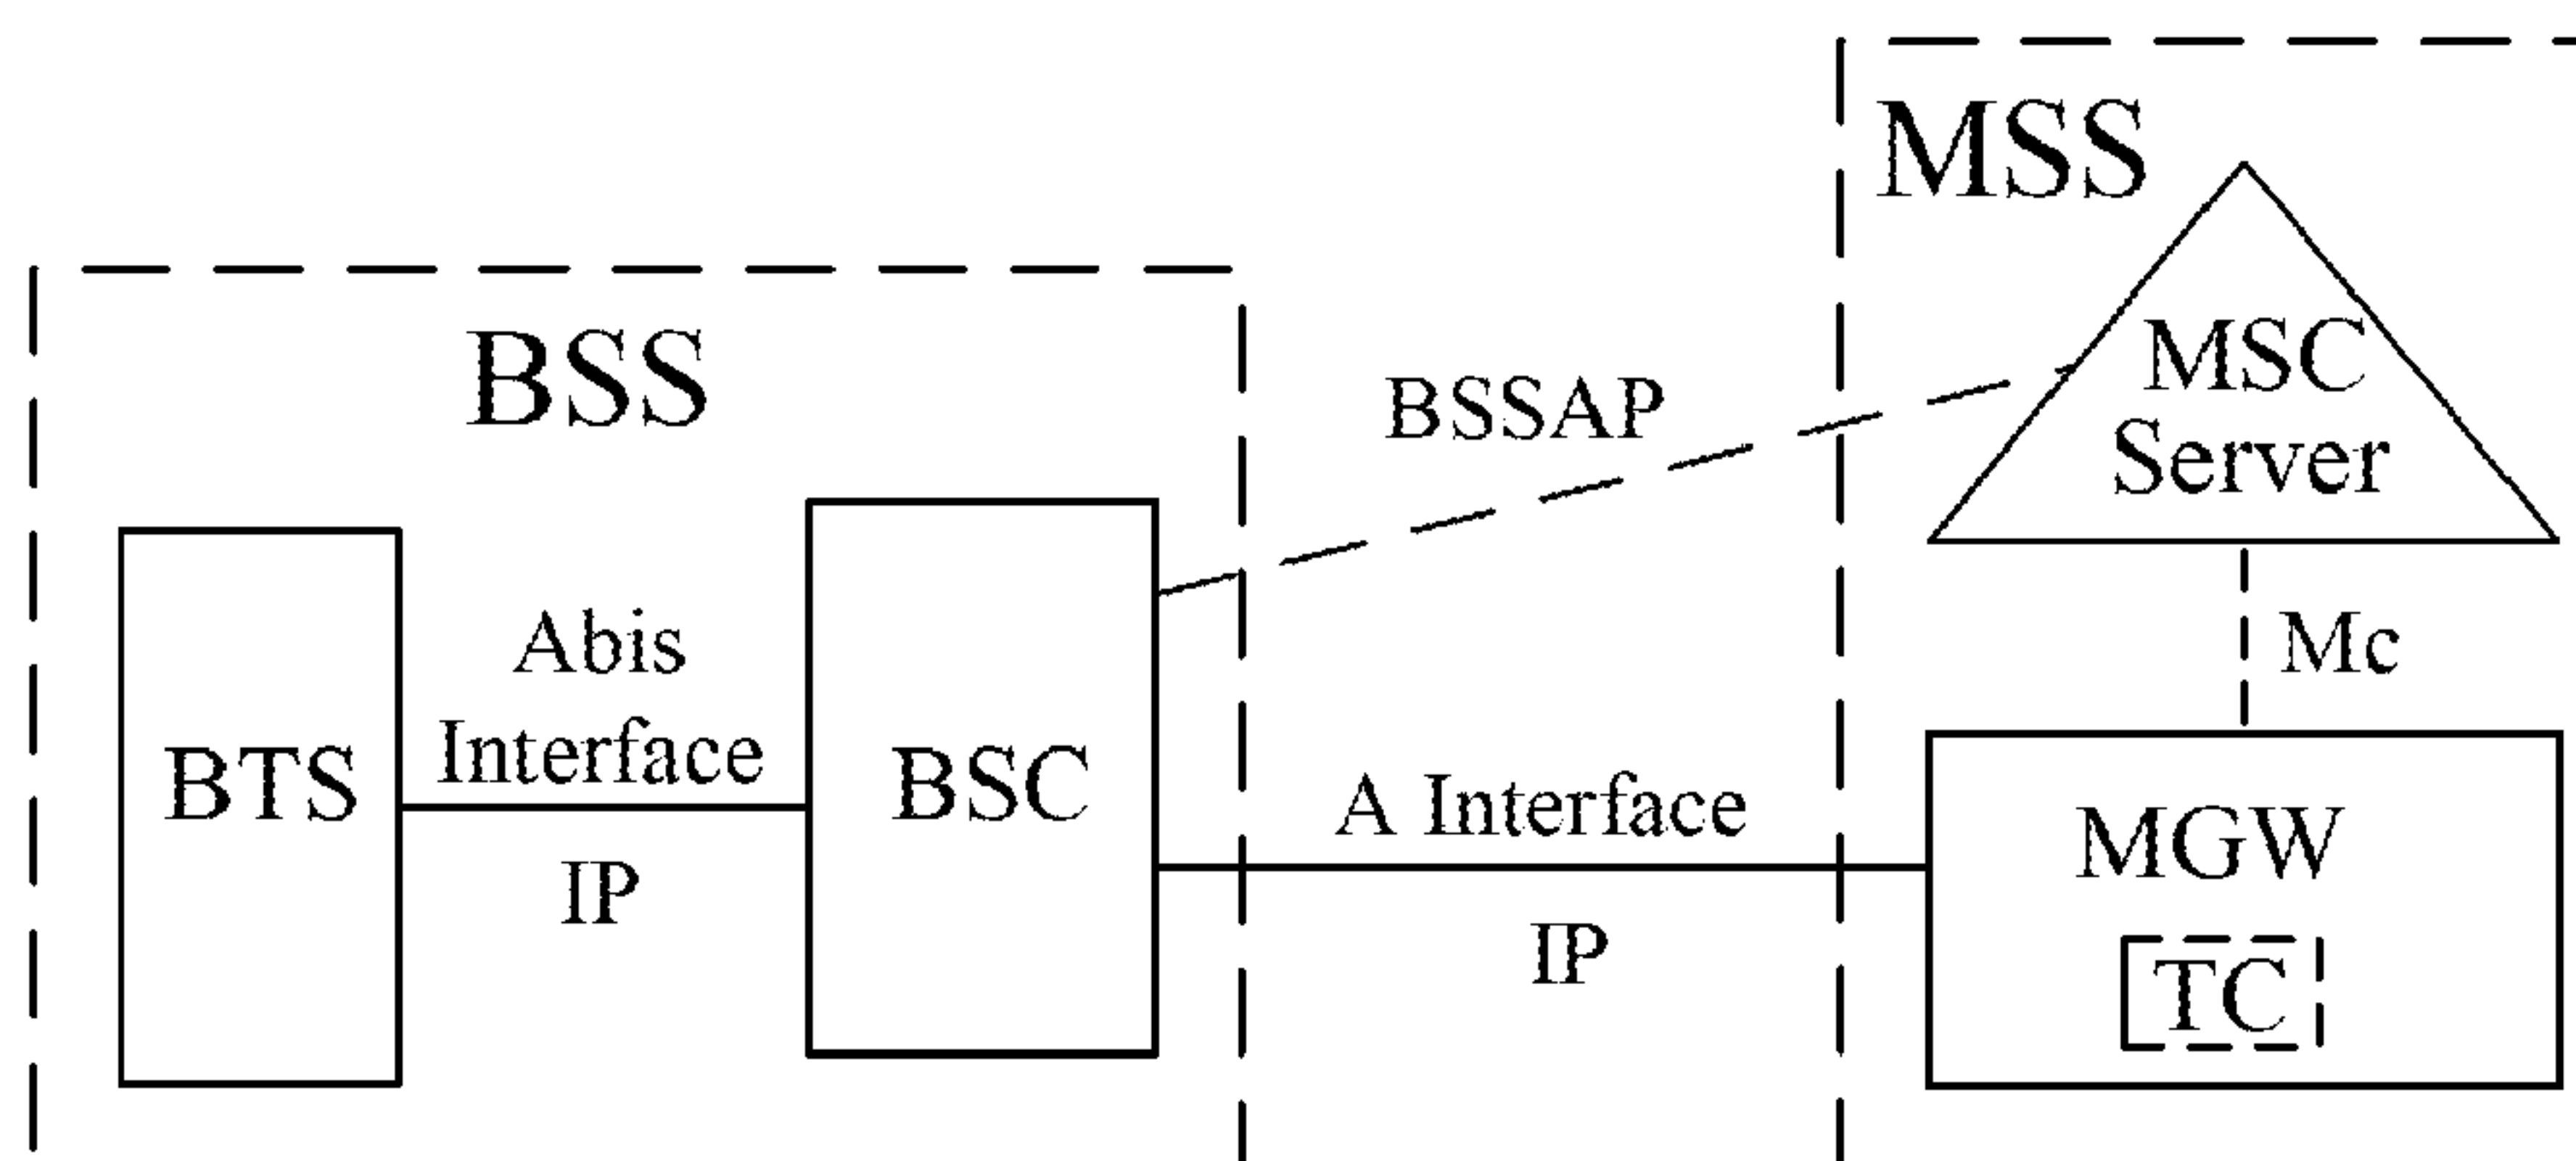 MSS
BSS
BSSAP
MSC
Server
Abis
Interface
IP
Mc
BTS
BSC
A Interface
IP
MGW
TC